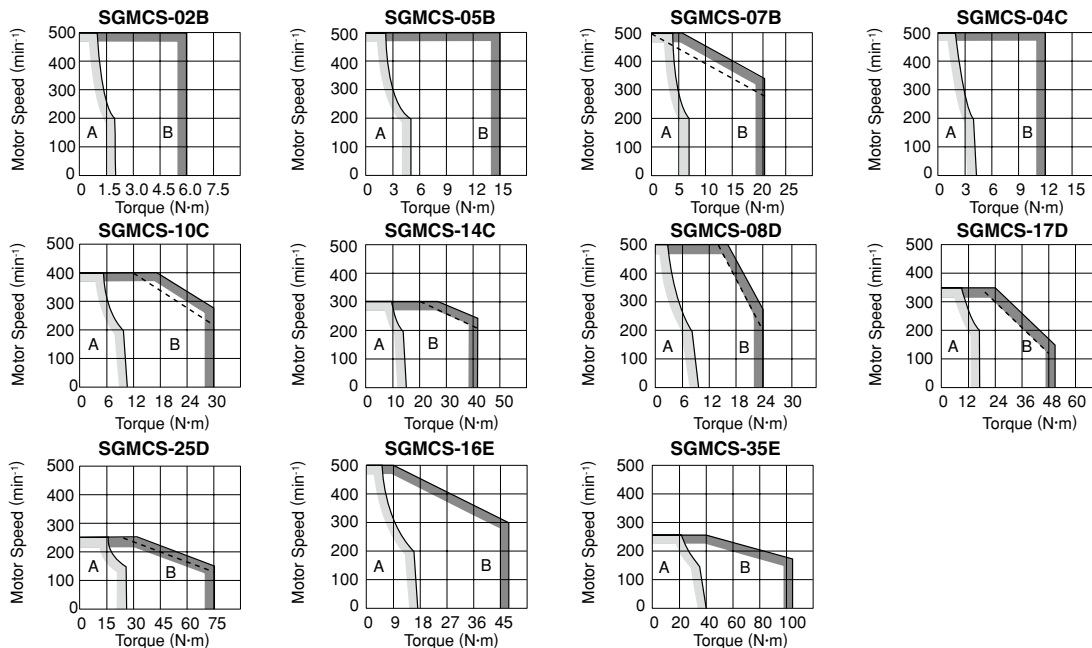 SGMCS-02B
Motor Speed (min-1)
500
400
300
200
100
0
A
B
0 1.5 3.0 4.5 6.0 7.5
Torque (N·m)
SGMCS-05B
500
400
300
200
100
0
A
B
0 3 6 9 12 15
Torque (N·m)
SGMCS-07B
Motor Speed (min-1)
500
400
300
200
100
0
A
B
0 5 10 15 20 25
Torque (N·m)
SGMCS-04C
Motor Speed (min-1)
500
400
300
200
100
0
A
B
0 3 6 9 12 15
Torque (N·m)
SGMCS-10C
Motor Speed (min-1)
500
400
300
200
100
0
A
B
0 6 12 18 24 30
Torque (N·m)
SGMCS-14C
500
400
300
200
100
0
A
B
0 10 20 30 40 50
Torque (N·m)
SGMCS-08D
Motor Speed (min-1)
500
400
300
200
100
0
A
B
0 6 12 18 24 30
Torque (N·m)
SGMCS-17D
Motor Speed (min-1)
500
400
300
200
100
0
A
B
0 12 24 36 48 60
Torque (N·m)
SGMCS-25D
Motor Speed (min-1)
500
400
300
200
100
0
A
B
0 15 30 45 60 75
Torque (N·m)
SGMCS-16E
Motor Speed (min-1)
500
400
300
200
100
0
A
B
0 9 18 27 36 45
Torque (N·m)
SGMCS-35E
Motor Speed (min-1)
500
400
300
200
100
0
A
B
0 20 40 60 80 100
Torque (N·m)